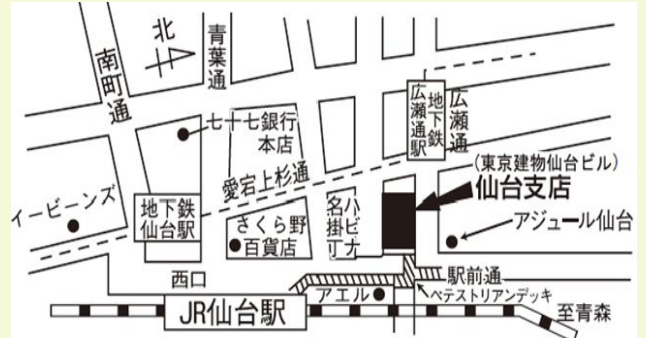 北
青葉通
南町通
七十七銀行
本店
地下鉄
広瀬通駅
広瀬通
(東京建物仙台ビル)
仙台支店
アジュール仙台
愛宕上杉通
ハピナ
名掛丁
イービーンズ
地下鉄
仙台駅
さくら野
百貨店
西口
駅前通
ペデストリアンデッキ
アエル
JR仙台駅
至青森